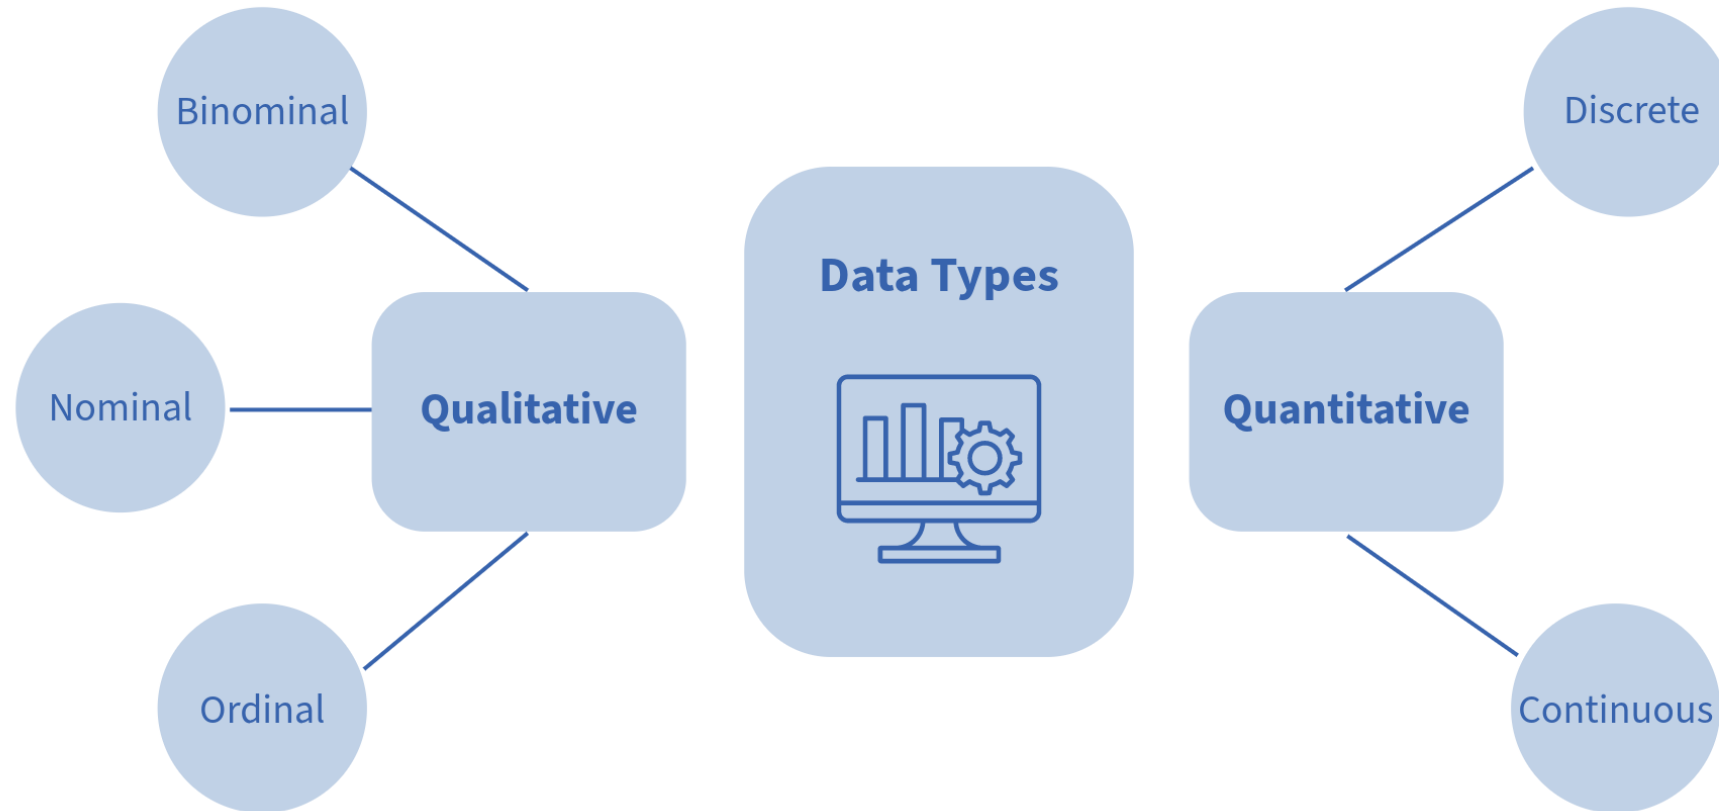 Binominal
Nominal
Ordinal
Qualitative
Data Types
Quantitative
Discrete
Continuous